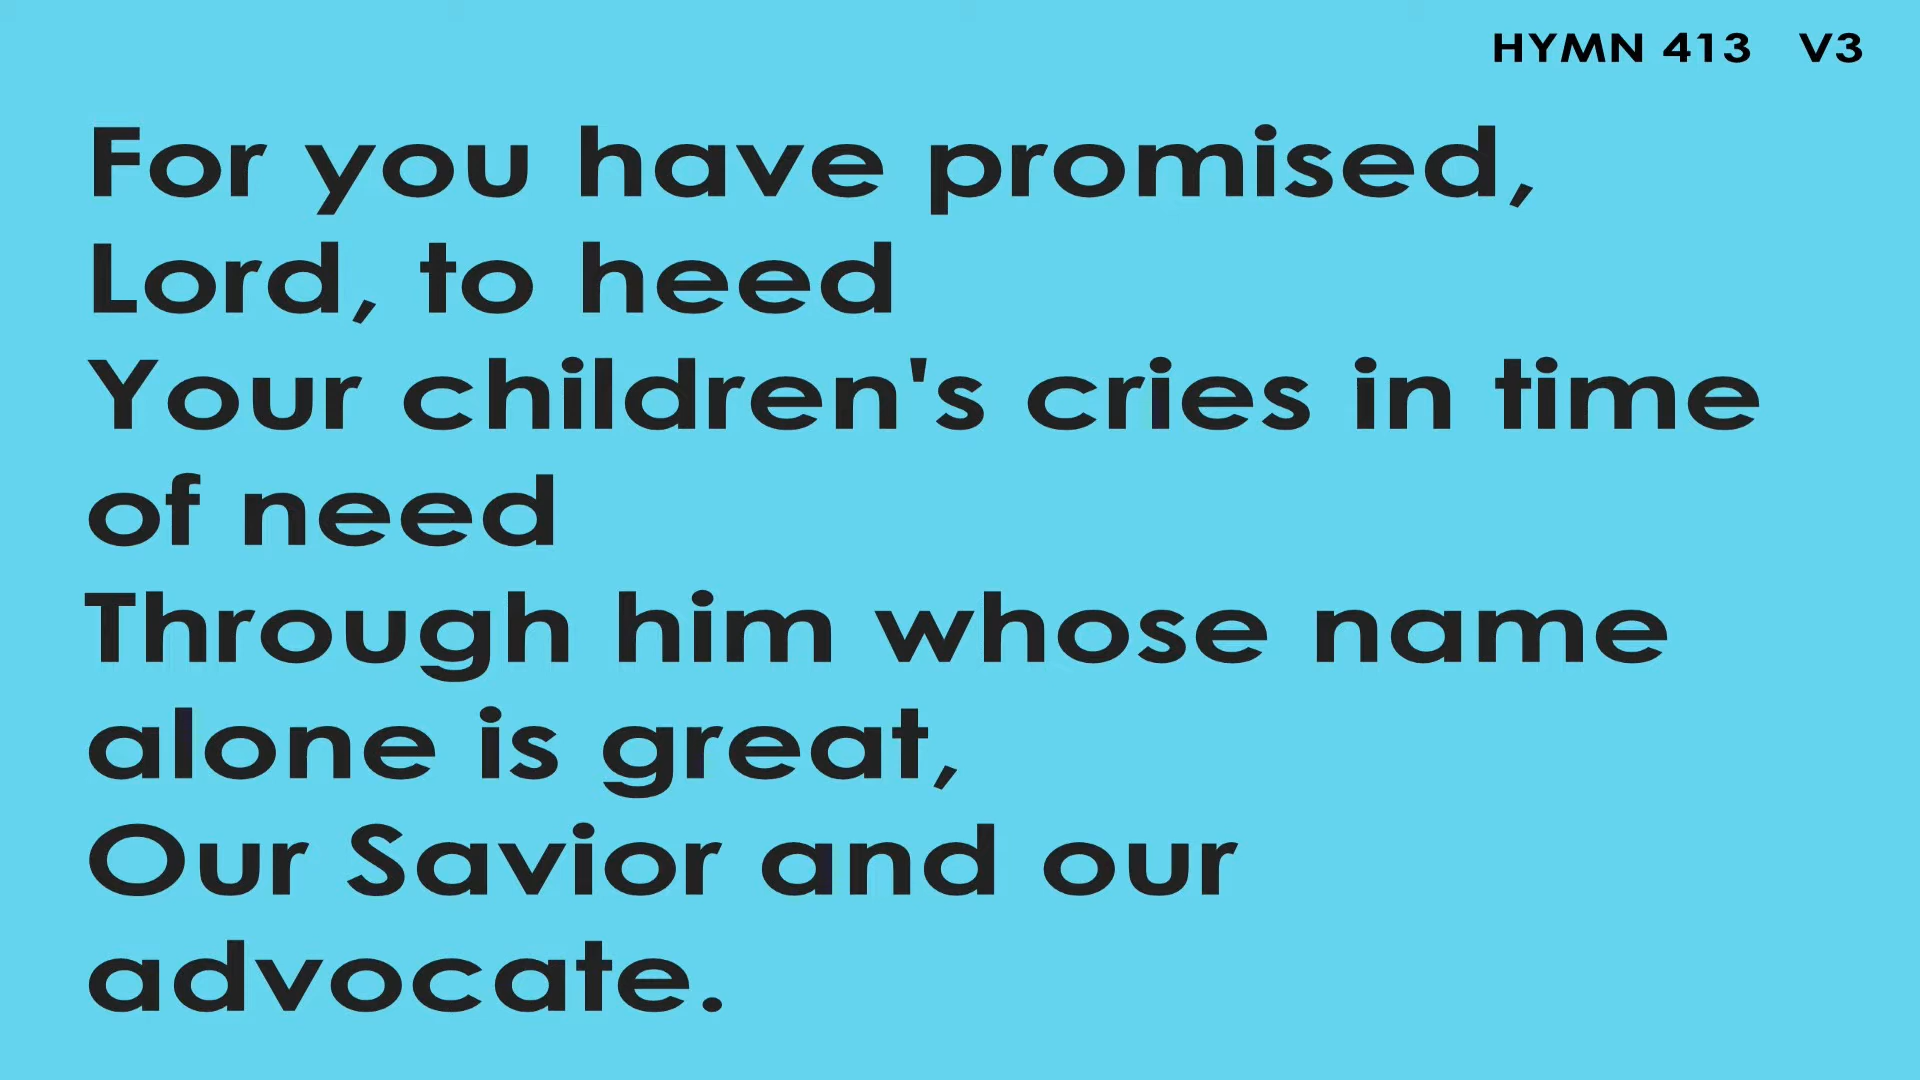 HYMN 413 V3
For you have promised,
Lord, to heed
Your children's cries in time
of need
Through him whose name
alone is great,
Our Savior and our
advocate.